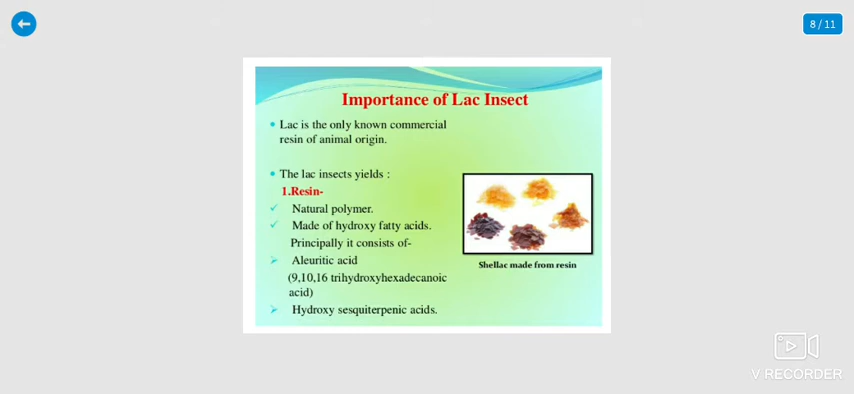 8 / 11
Importance of Lac Insect
• Lac is the only known commercial
resin of animal origin.
• The lac insects yields :
1.Resin-
✓ Natural polymer.
✓ Made of hydroxy fatty acids.
Principally it consists of-
➢ Aleuritic acid
(9,10,16 trihydroxyhexadecanoic
acid)
➢ Hydroxy sesquiterpenic acids.
Shellac made from resin
V RECORDER